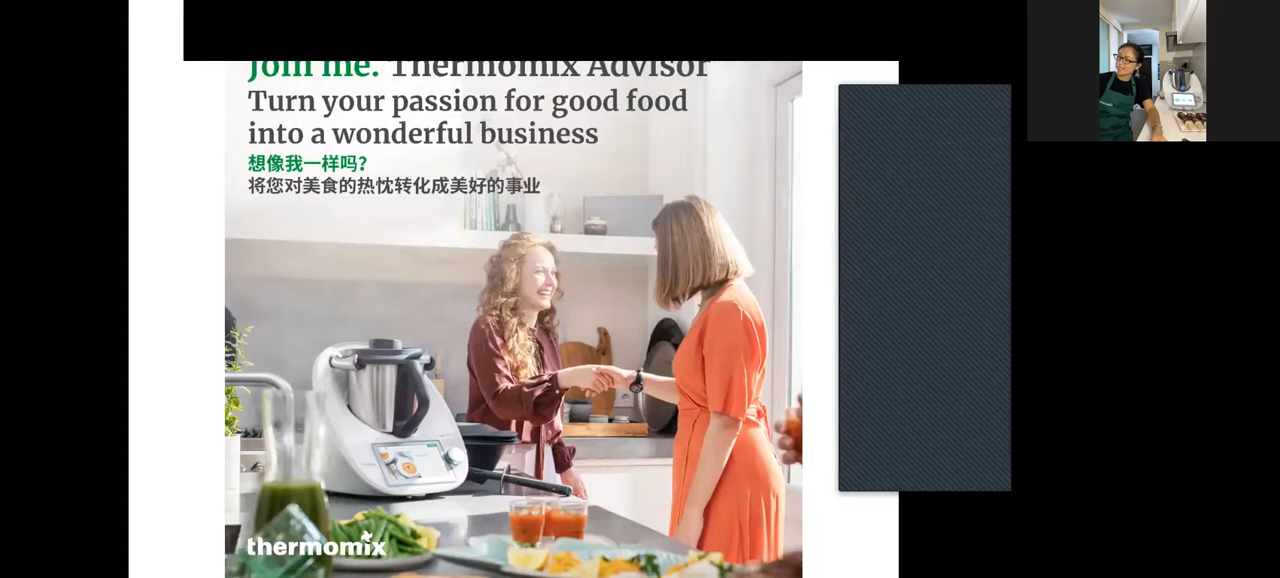 Join me. Thermomix Advisor
Turn your passion for good food
into a wonderful business
想像我一样吗?
将您对美食的热忱转化成美好的事业
thermomix